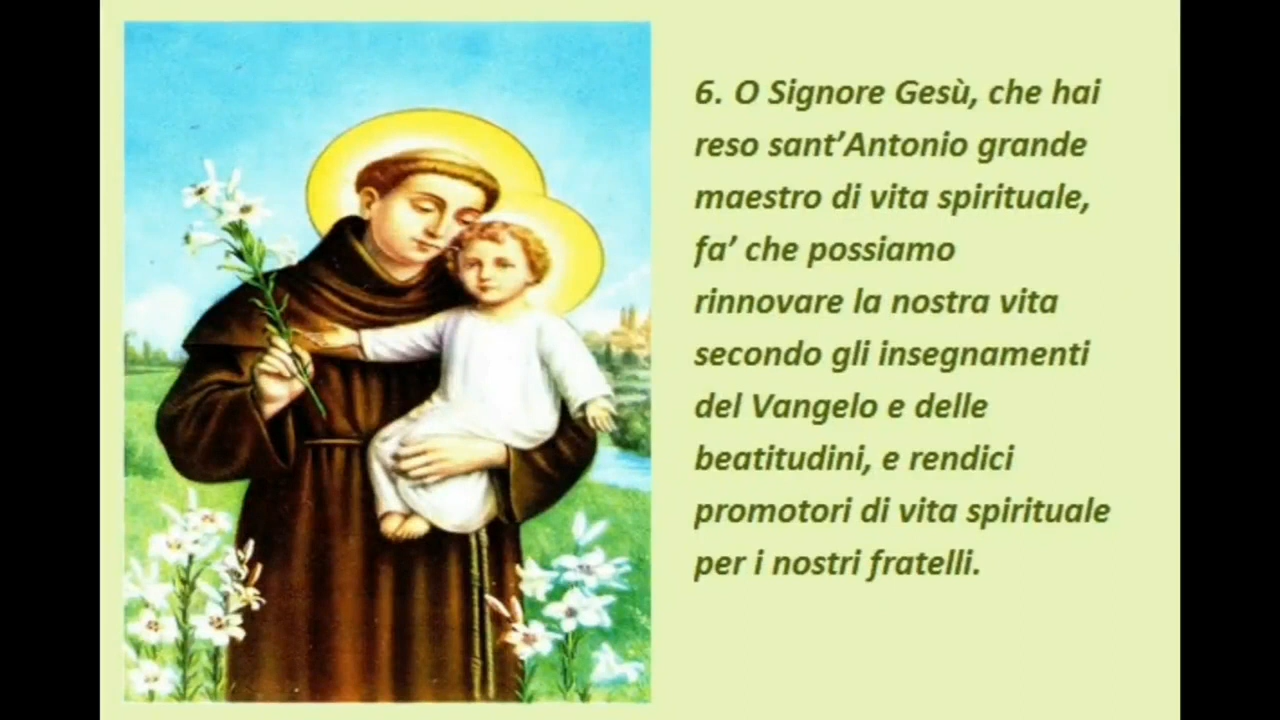 6. O Signore Gesù, che hai
reso sant’Antonio grande
maestro di vita spirituale,
fa’ che possiamo
rinnovare la nostra vita
secondo gli insegnamenti
del Vangelo e delle
beatitudini, e rendici
promotori di vita spirituale
per i nostri fratelli.